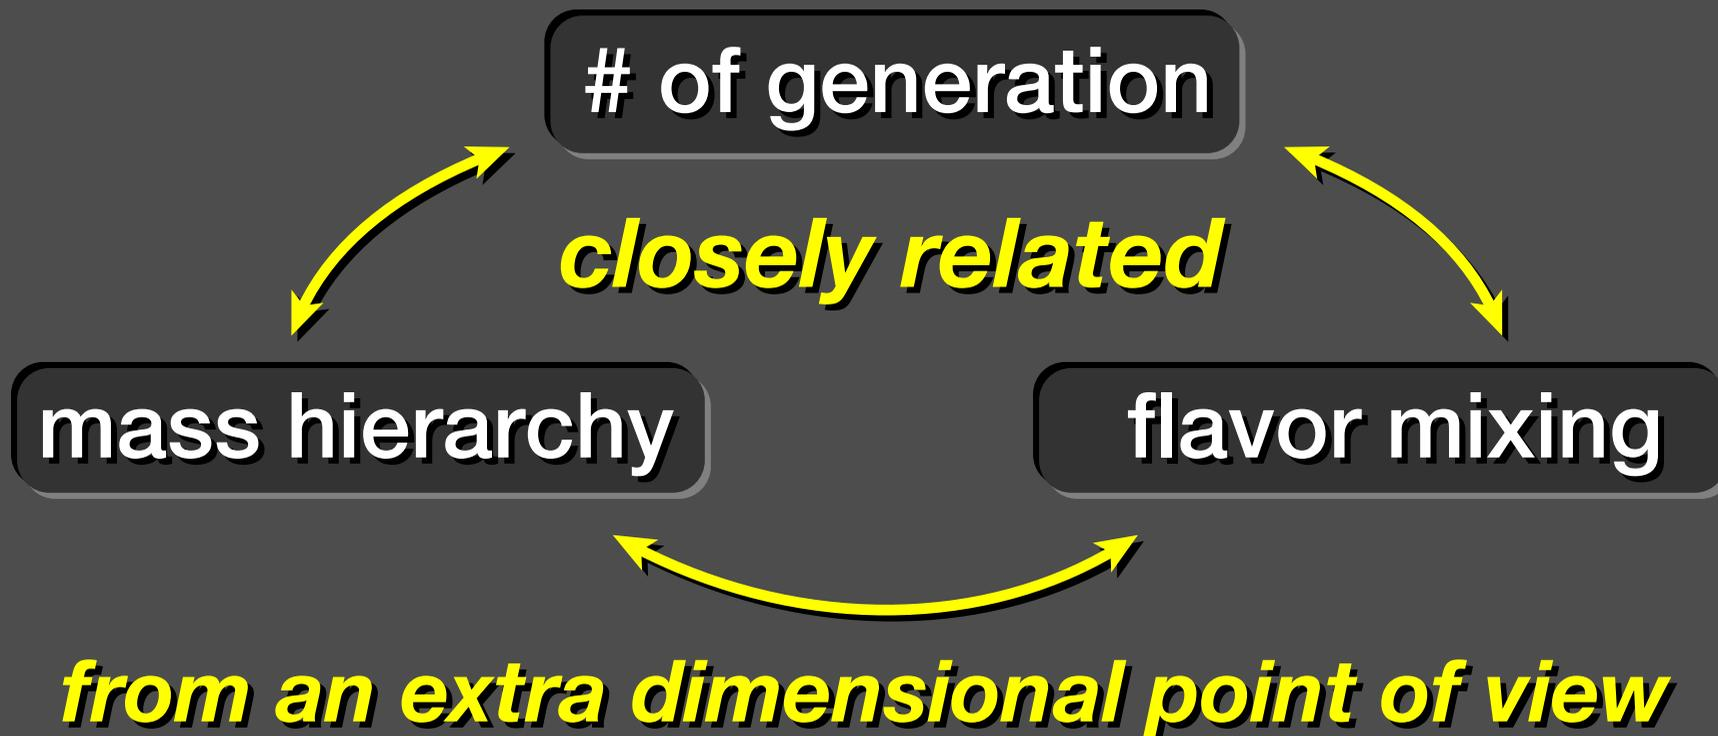 # of generation
closely related
mass hierarchy
flavor mixing
from an extra dimensional point of view